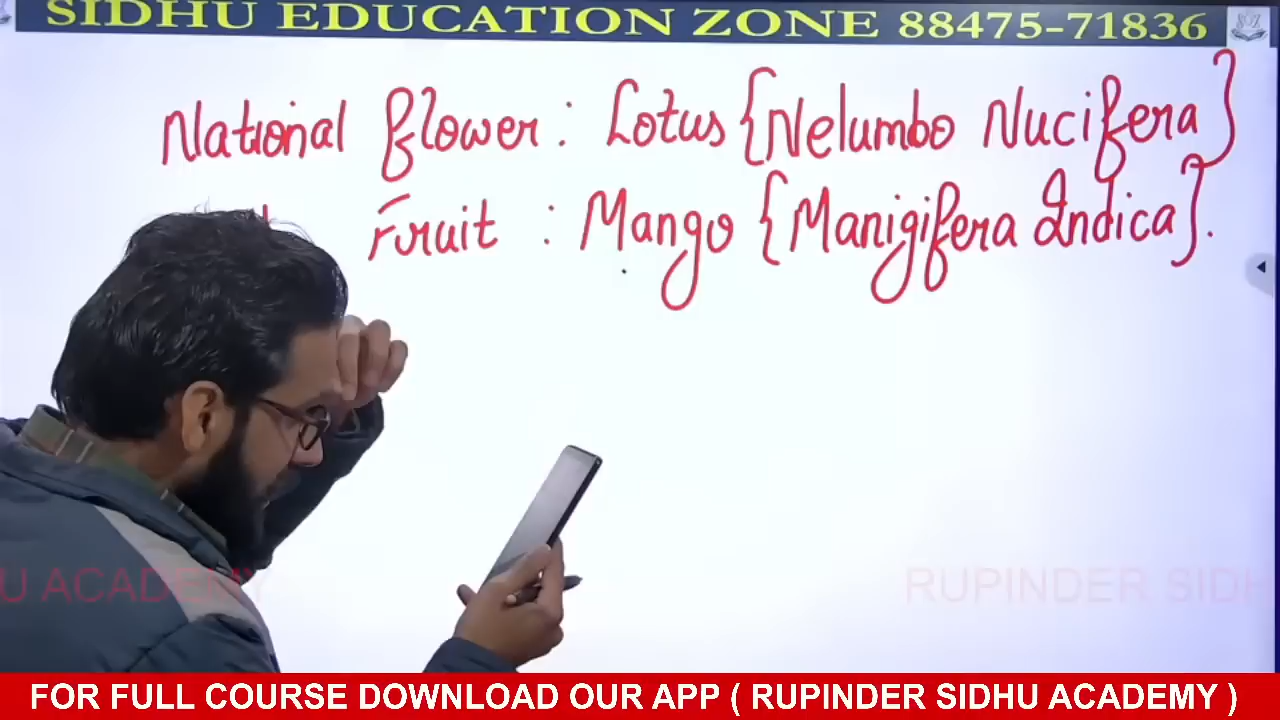 SIDHU EDUCATION ZONE 88475-71836
National flower : Lotus {Nelumbo Nucifera}
Fruit : Mango {Manigifera Indica}.
U ACADEMY
RUPINDER SIDH
FOR FULL COURSE DOWNLOAD OUR APP ( RUPINDER SIDHU ACADEMY )